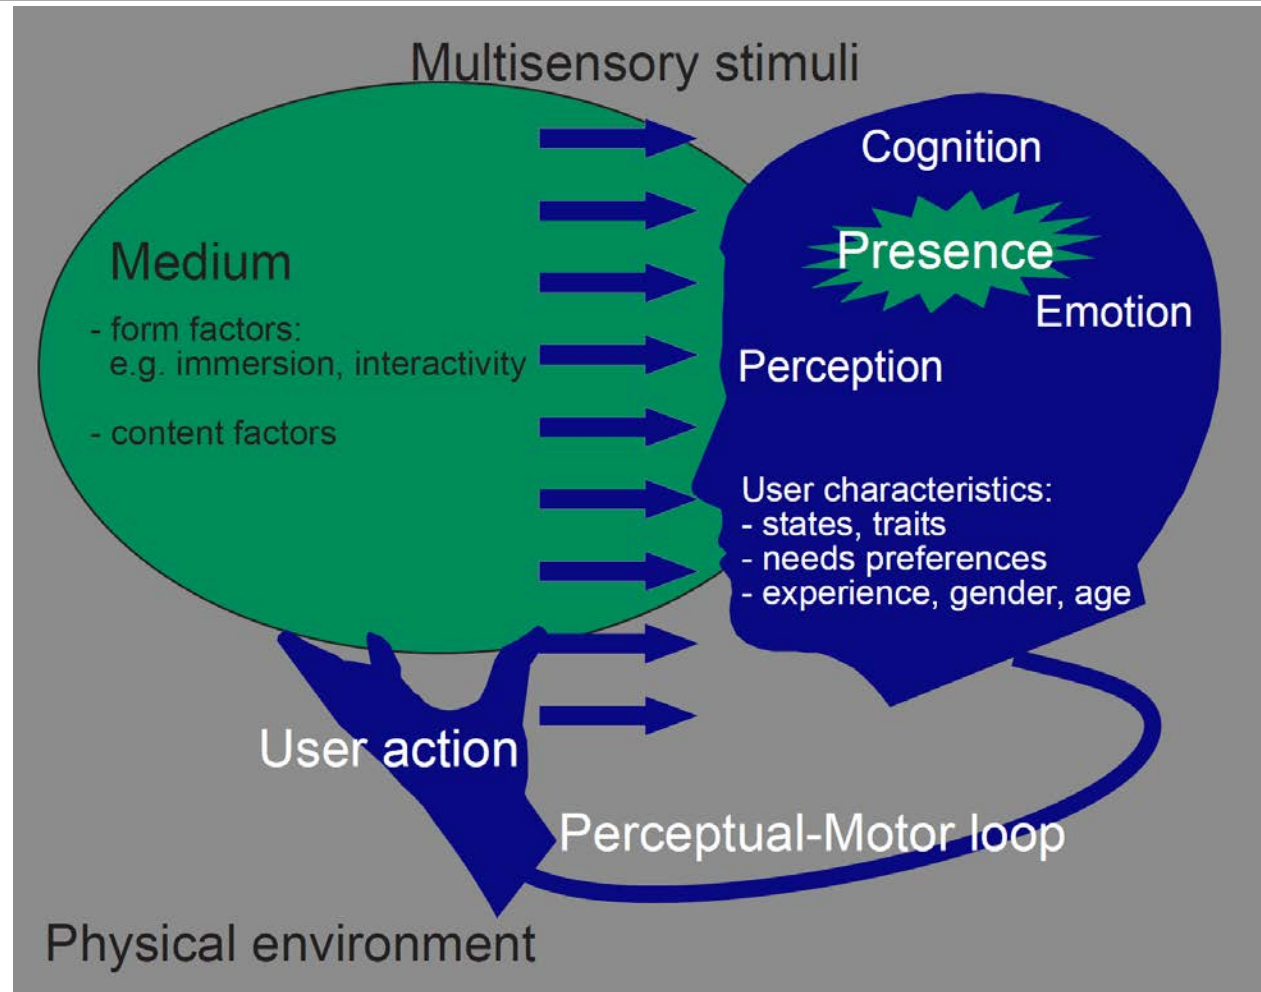 Multisensory stimuli
Cognition
Presence
Emotion
Perception
Medium
- form factors:
e.g. immersion, interactivity
- content factors
User characteristics:
- states, traits
- needs preferences
- experience, gender, age
User action
Perceptual-Motor loop
Physical environment